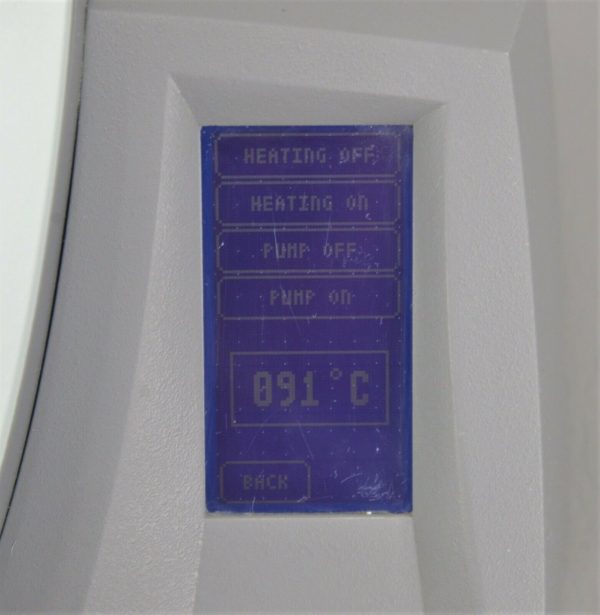 HEATING OFF
HEATING ON
PUMP OFF
PUMP ON
091°C
BACK